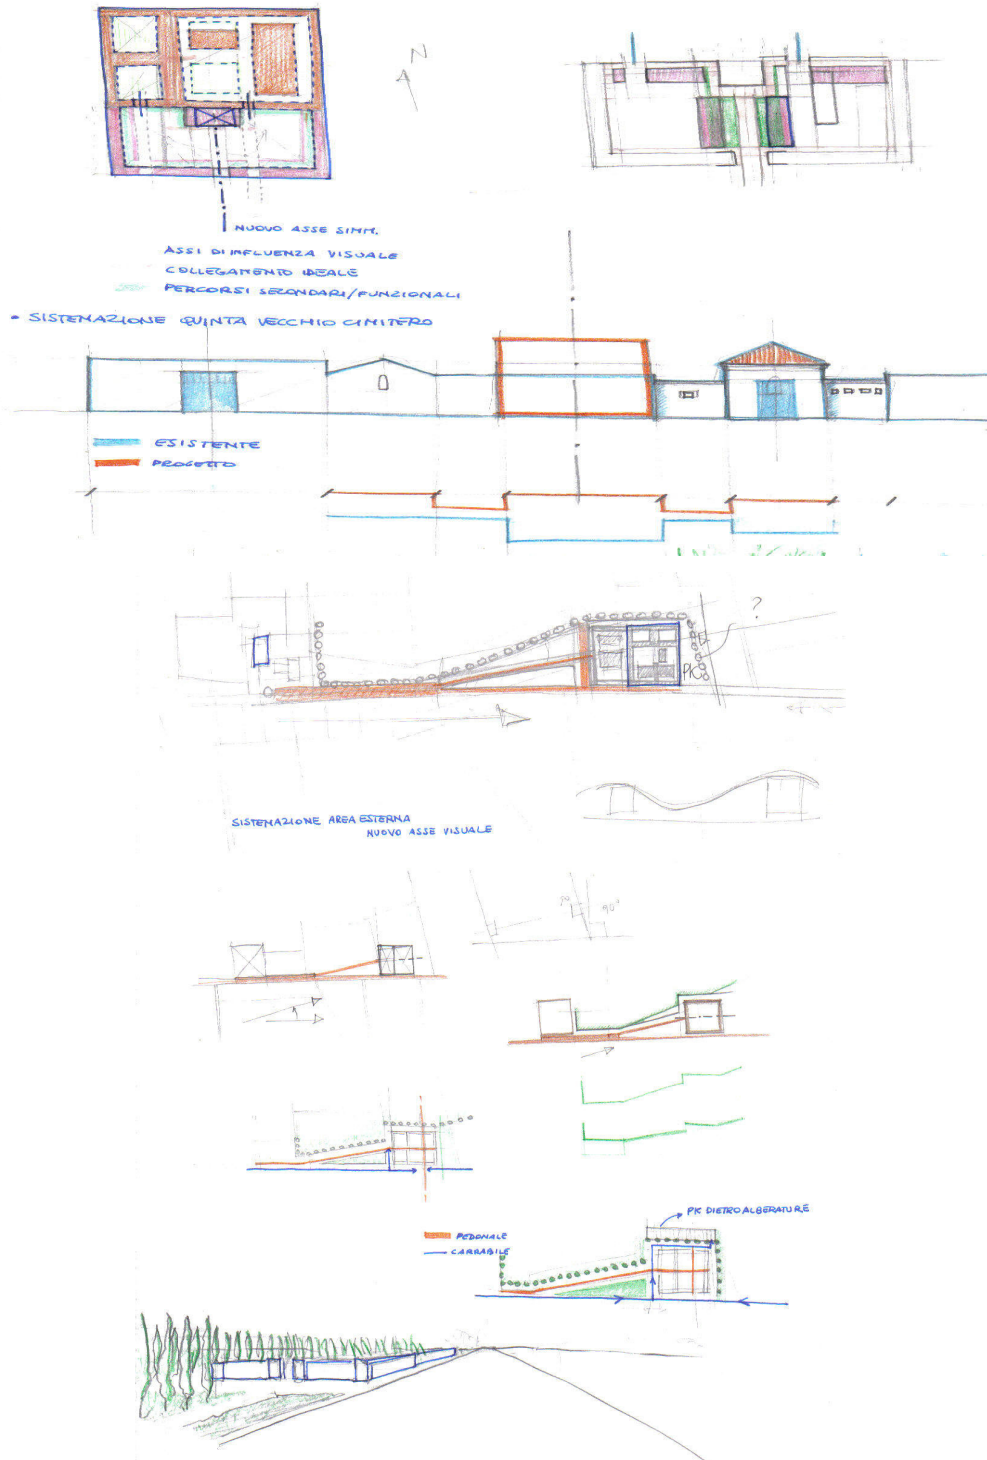 N
NUOVO ASSE SIMM.
ASSI DI INFLUENZA VISUALE
COLLEGAMENTO IDEALE
PERCORSI SECONDARI/FUNZIONALI
• SISTEMAZIONE QUINTA VECCHIO CIMITERO
ESISTENTE
PROGETTO
?
PK
SISTEMAZIONE AREA ESTERNA
NUOVO ASSE VISUALE
90°
PK DIETRO ALBERATURE
PEDONALE
CARRABILE